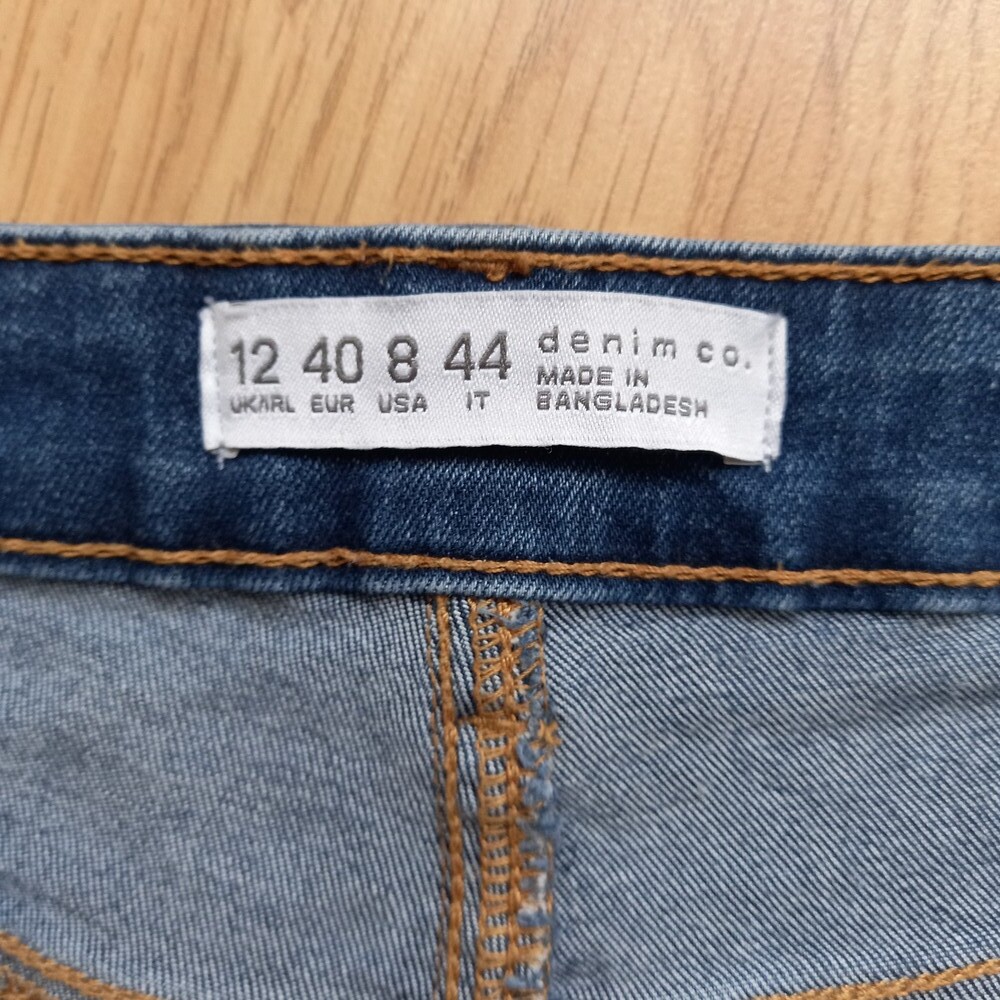 12 40 8 44
UK/IRL EUR USA IT
denim co.
MADE IN
BANGLADESH